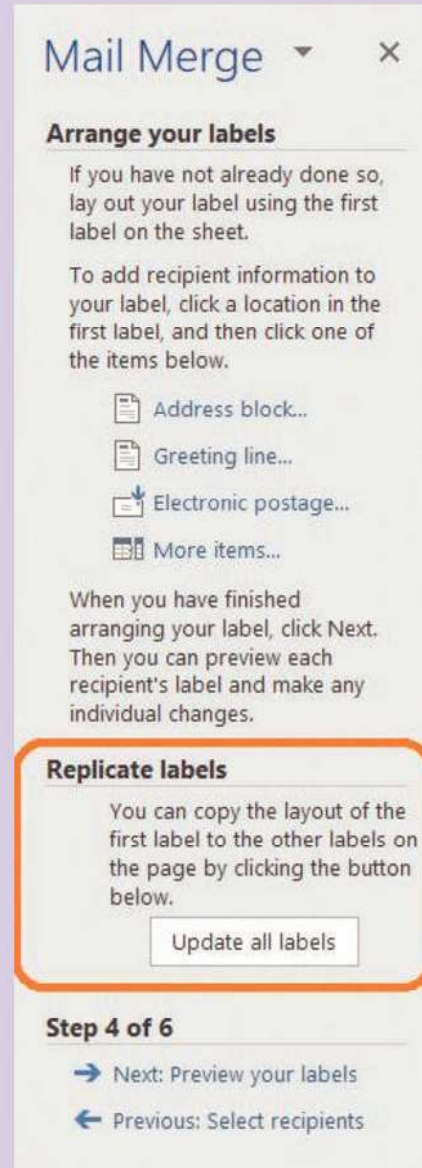 Mail Merge
Arrange your labels
If you have not already done so,
lay out your label using the first
label on the sheet.
To add recipient information to
your label, click a location in the
first label, and then click one of
the items below.
Address block...
Greeting line...
Electronic postage...
More items...
When you have finished
arranging your label, click Next.
Then you can preview each
recipient's label and make any
individual changes.
Replicate labels
You can copy the layout of the
first label to the other labels on
the page by clicking the button
below.
Update all labels
Step 4 of 6
Next: Preview your labels
Previous: Select recipients